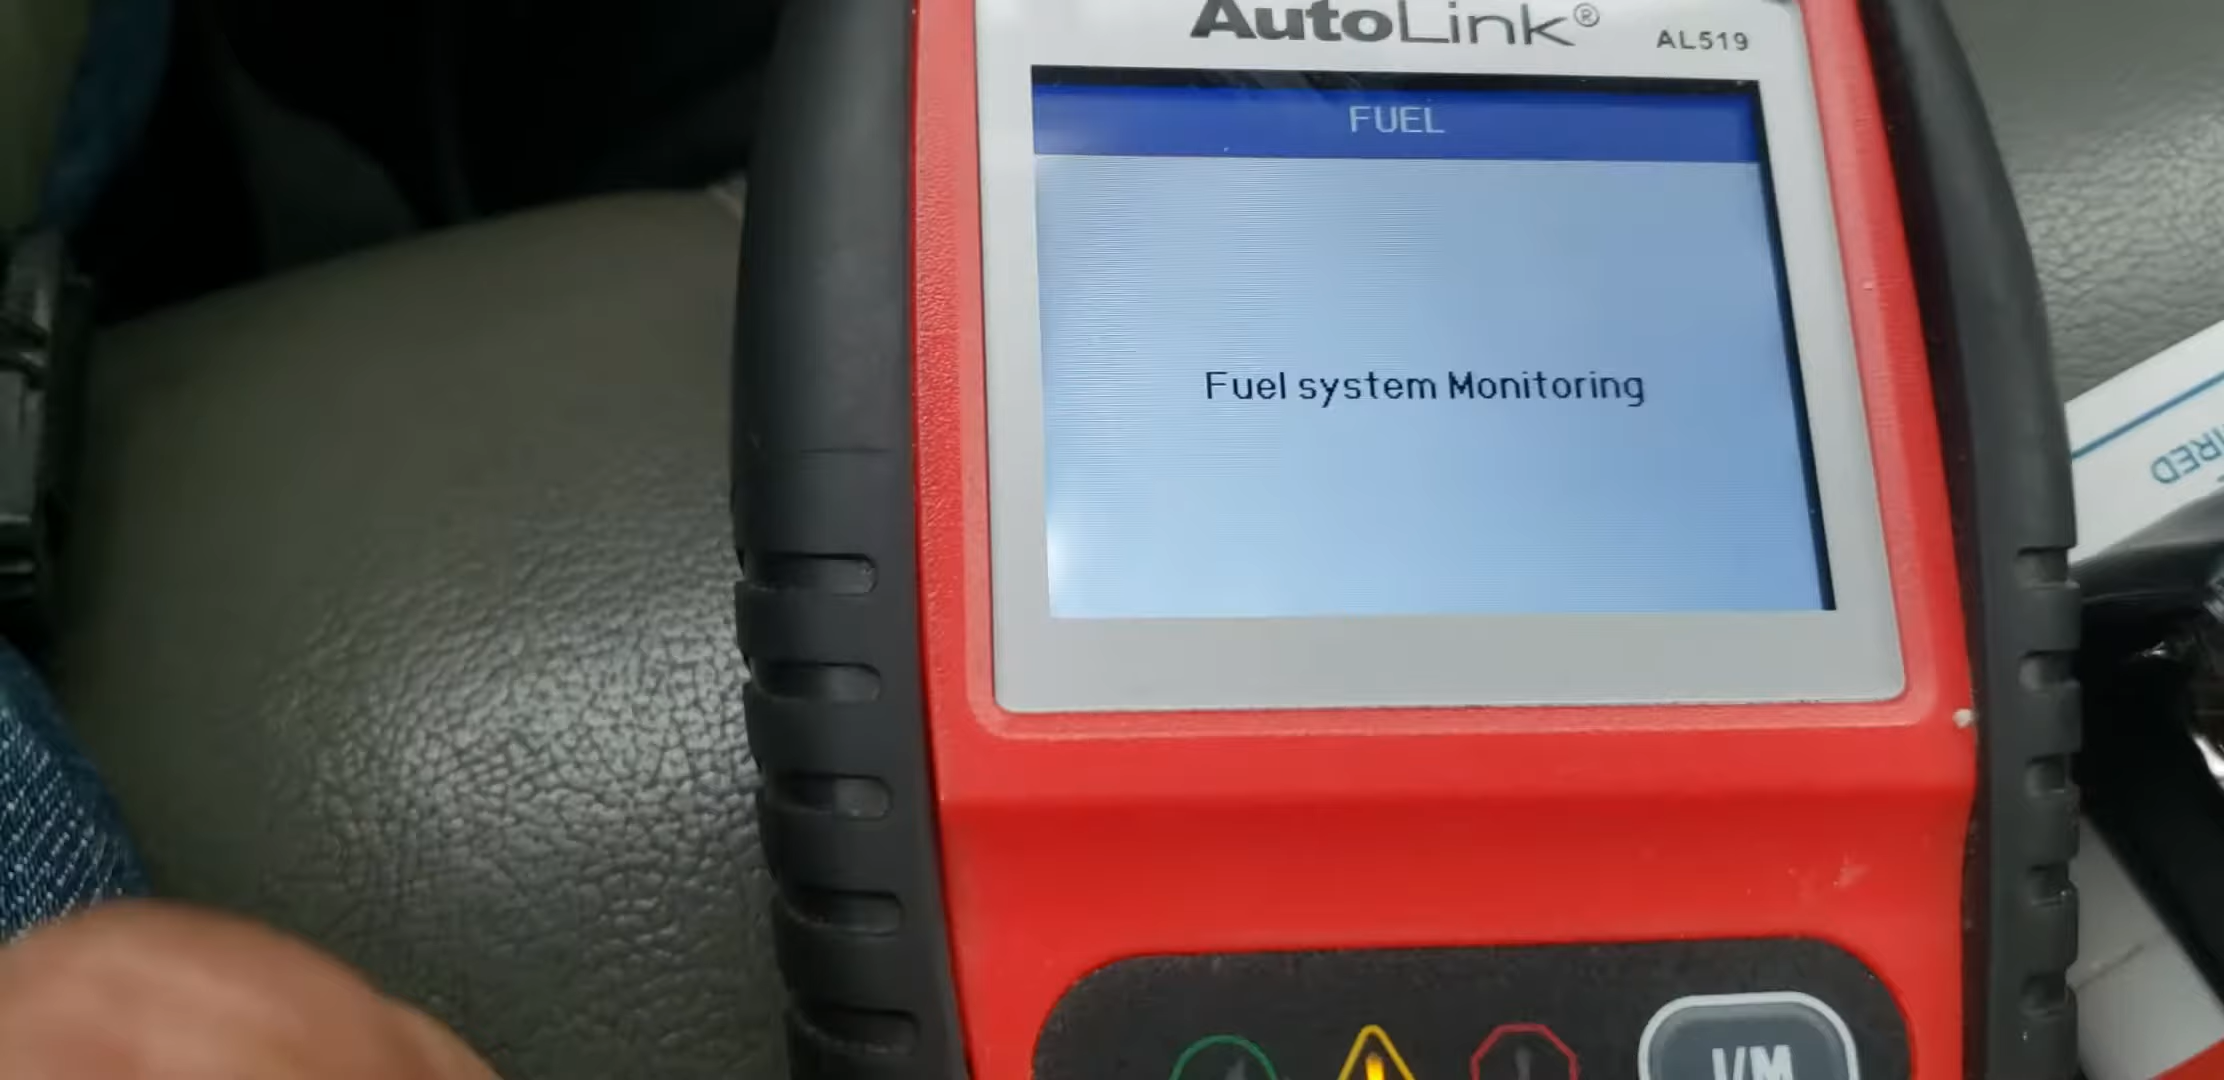 AutoLink®
AL519
FUEL
Fuel system Monitoring
I/M